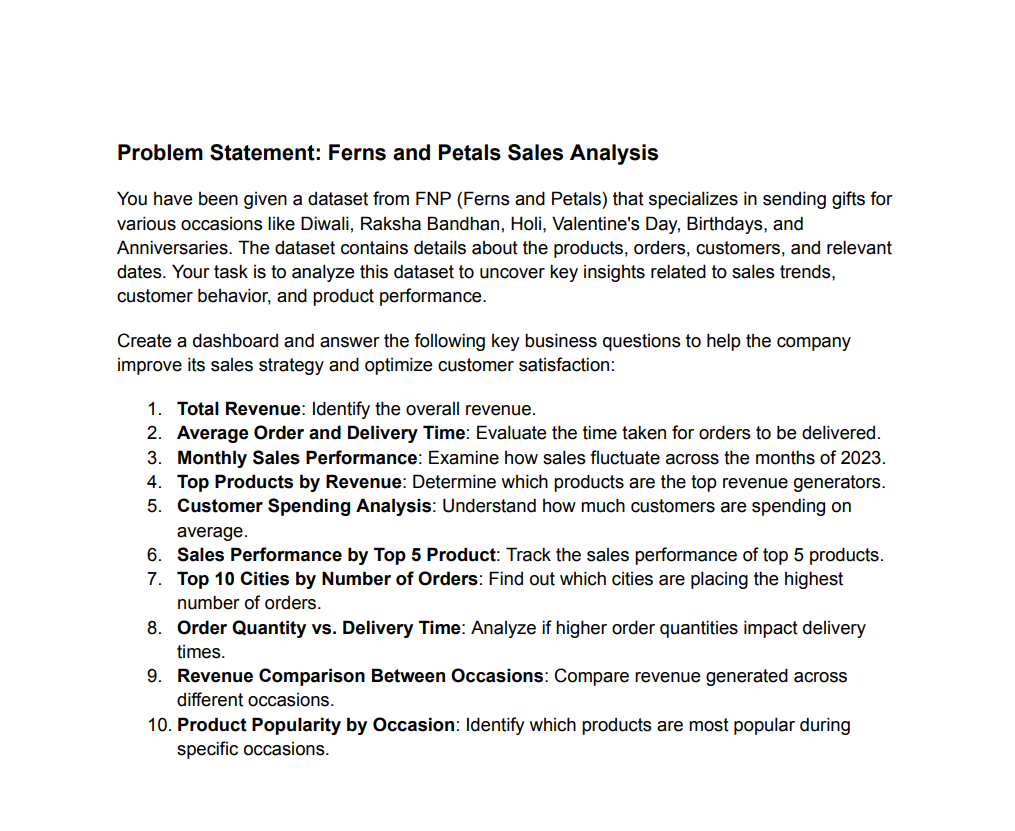 Problem Statement: Ferns and Petals Sales Analysis
You have been given a dataset from FNP (Ferns and Petals) that specializes in sending gifts for
various occasions like Diwali, Raksha Bandhan, Holi, Valentine's Day, Birthdays, and
Anniversaries. The dataset contains details about the products, orders, customers, and relevant
dates. Your task is to analyze this dataset to uncover key insights related to sales trends,
customer behavior, and product performance.
Create a dashboard and answer the following key business questions to help the company
improve its sales strategy and optimize customer satisfaction:
1. Total Revenue: Identify the overall revenue.
2. Average Order and Delivery Time: Evaluate the time taken for orders to be delivered.
3. Monthly Sales Performance: Examine how sales fluctuate across the months of 2023.
4. Top Products by Revenue: Determine which products are the top revenue generators.
5. Customer Spending Analysis: Understand how much customers are spending on
average.
6. Sales Performance by Top 5 Product: Track the sales performance of top 5 products.
7. Top 10 Cities by Number of Orders: Find out which cities are placing the highest
number of orders.
8. Order Quantity vs. Delivery Time: Analyze if higher order quantities impact delivery
times.
9. Revenue Comparison Between Occasions: Compare revenue generated across
different occasions.
10. Product Popularity by Occasion: Identify which products are most popular during
specific occasions.